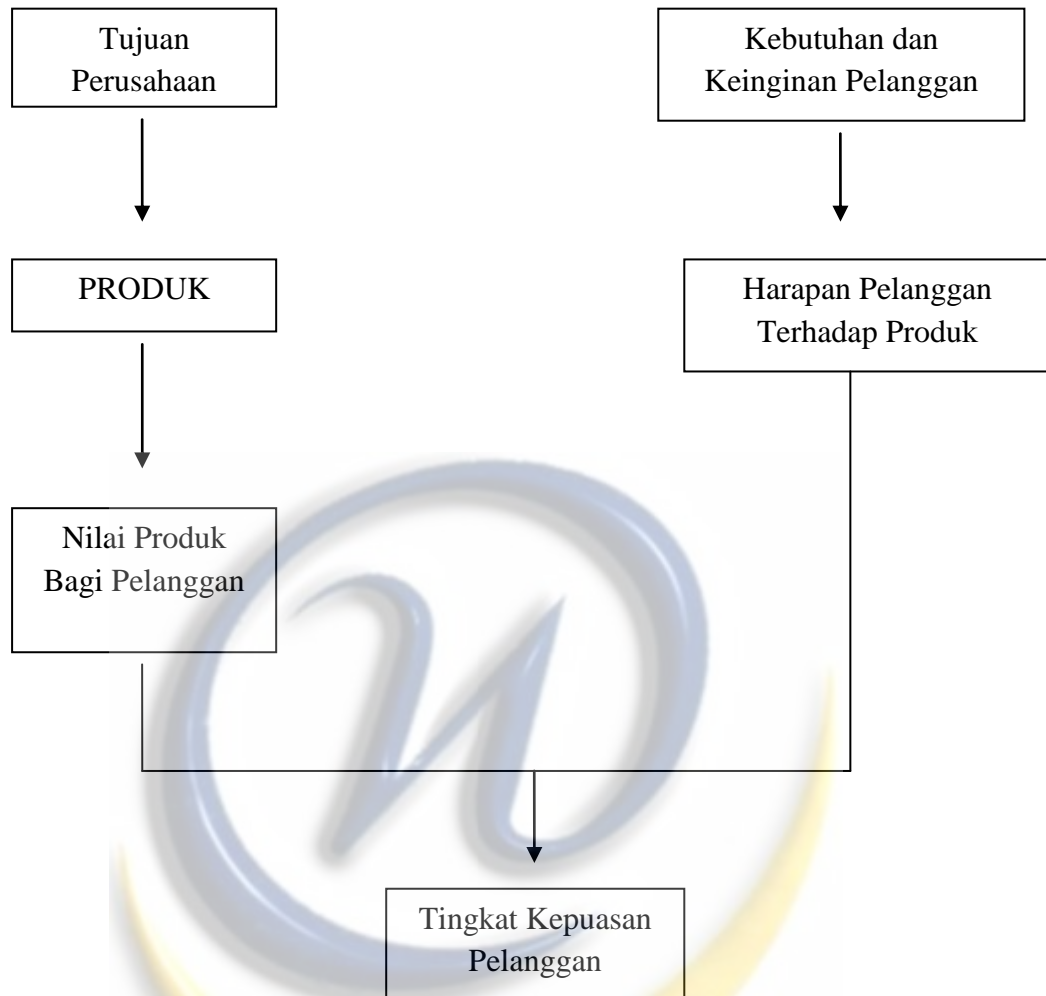 Tujuan
Perusahaan
Kebutuhan dan
Keinginan Pelanggan
PRODUK
Harapan Pelanggan
Terhadap Produk
Nilai Produk
Bagi Pelanggan
Tingkat Kepuasan
Pelanggan